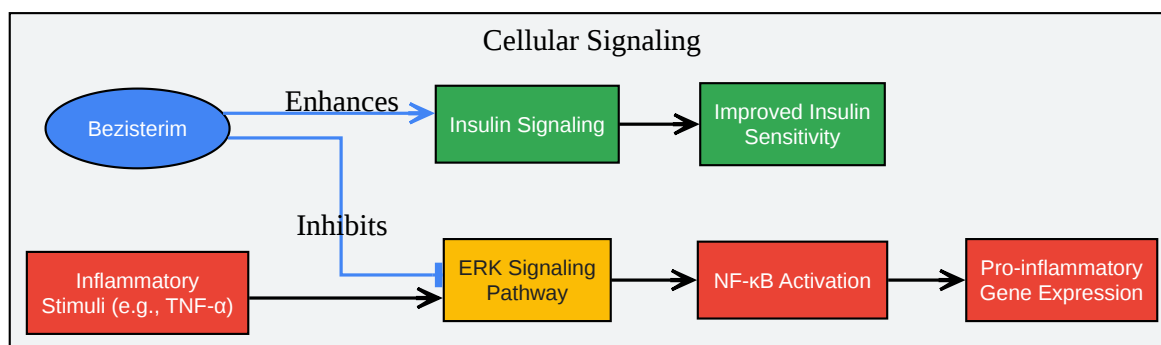 Cellular Signaling
Enhances
Bezisterim
Insulin Signaling
Improved Insulin
Sensitivity
Inhibits
Inflammatory
Stimuli (e.g., TNF-α)
ERK Signaling
Pathway
NF-κB Activation
Pro-inflammatory
Gene Expression